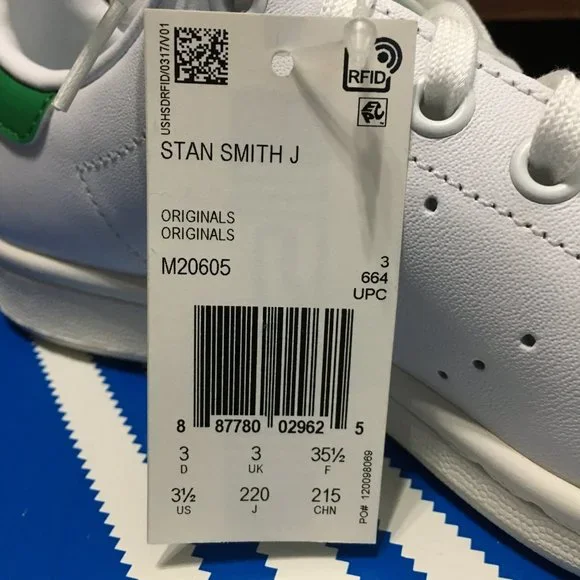 USHSDRFID/0317/V01
RFID
EPC
STAN SMITH J
ORIGINALS
ORIGINALS
M20605
3
664
UPC
8 87780 02962 5
3 3 35½
D UK F
3½ 220 215
US J CHN
PO# 120098069